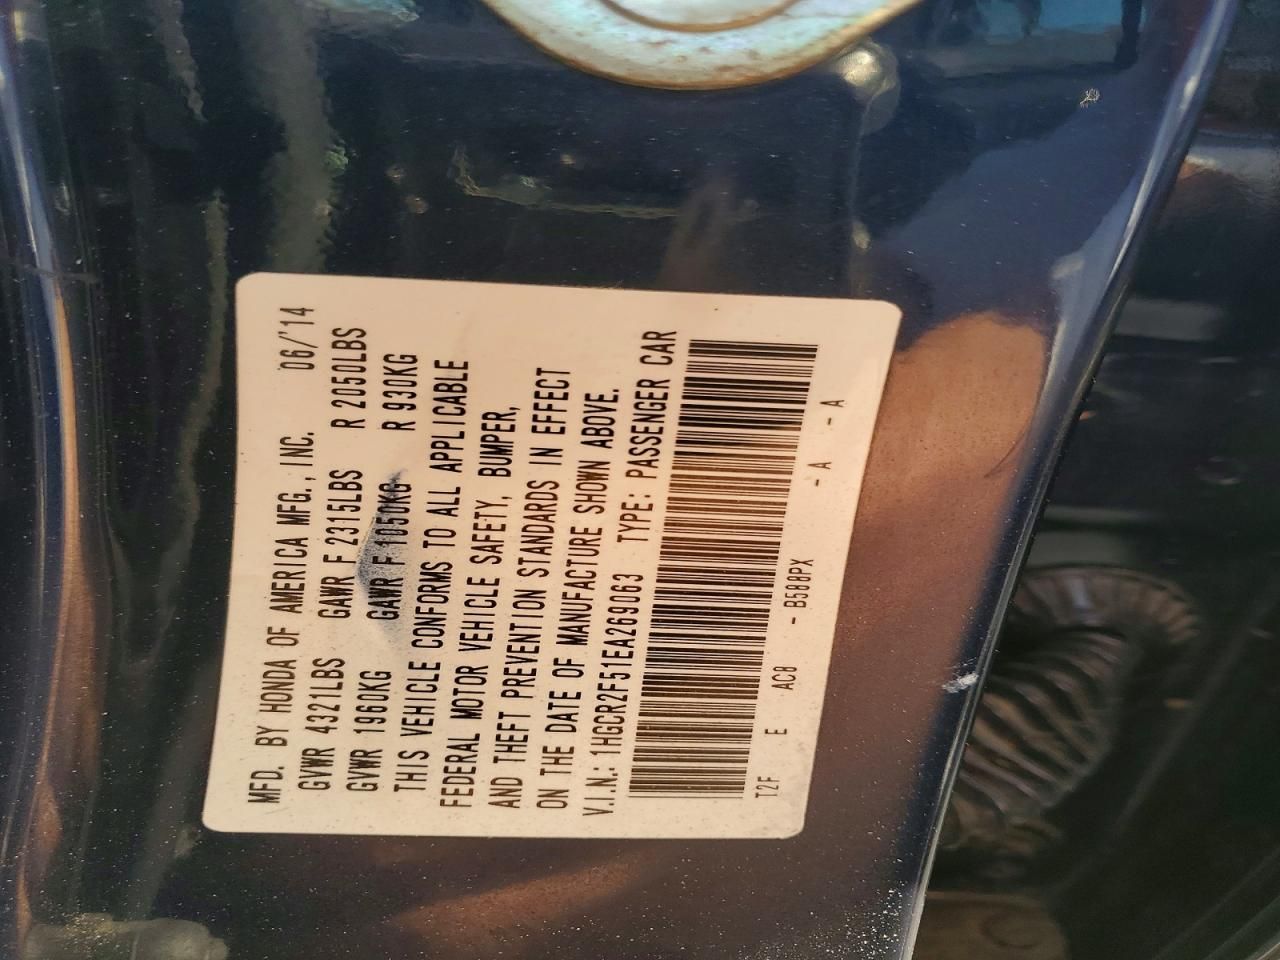 MFD. BY HONDA OF AMERICA MFG., INC. 06/'14
GVWR 4321LBS GAWR F 2315LBS R 2050LBS
GVWR 1960KG GAWR F 1050KG R 930KG
THIS VEHICLE CONFORMS TO ALL APPLICABLE
FEDERAL MOTOR VEHICLE SAFETY, BUMPER,
AND THEFT PREVENTION STANDARDS IN EFFECT
ON THE DATE OF MANUFACTURE SHOWN ABOVE.
V.I.N.: 1HGCR2F51EA269063 TYPE: PASSENGER CAR
T2F E AC8 - B588PX - A - A